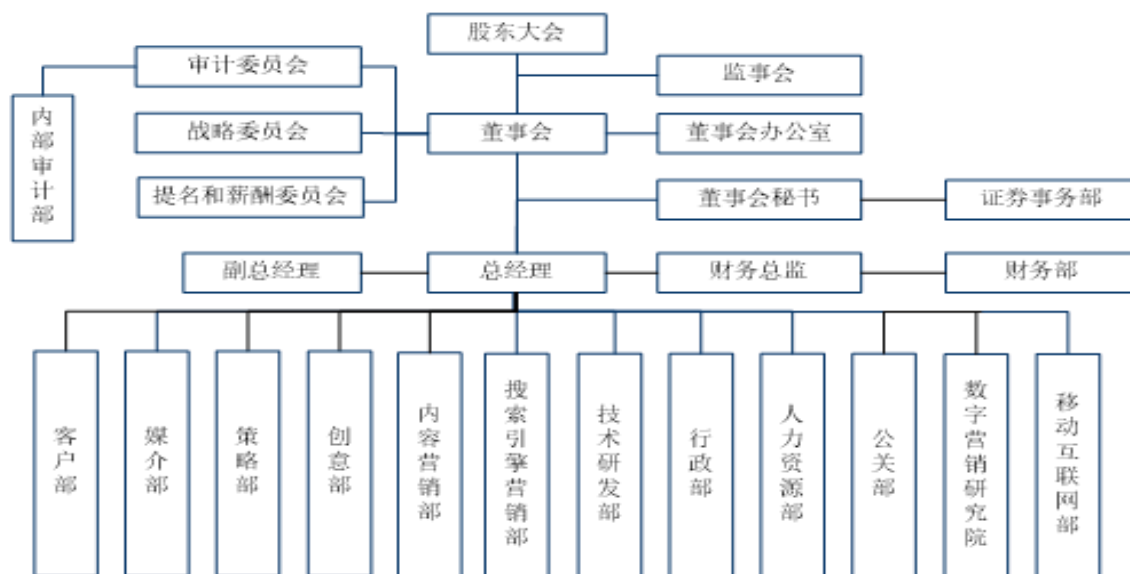 股东大会
审计委员会
监事会
内部审计部
战略委员会
董事会
董事会办公室
提名和薪酬委员会
董事会秘书
证券事务部
副总经理
总经理
财务总监
财务部
客户部
媒介部
策略部
创意部
内容营销部
搜索引擎营销部
技术研发部
行政部
人力资源部
公关部
数字营销研究院
移动互联网部